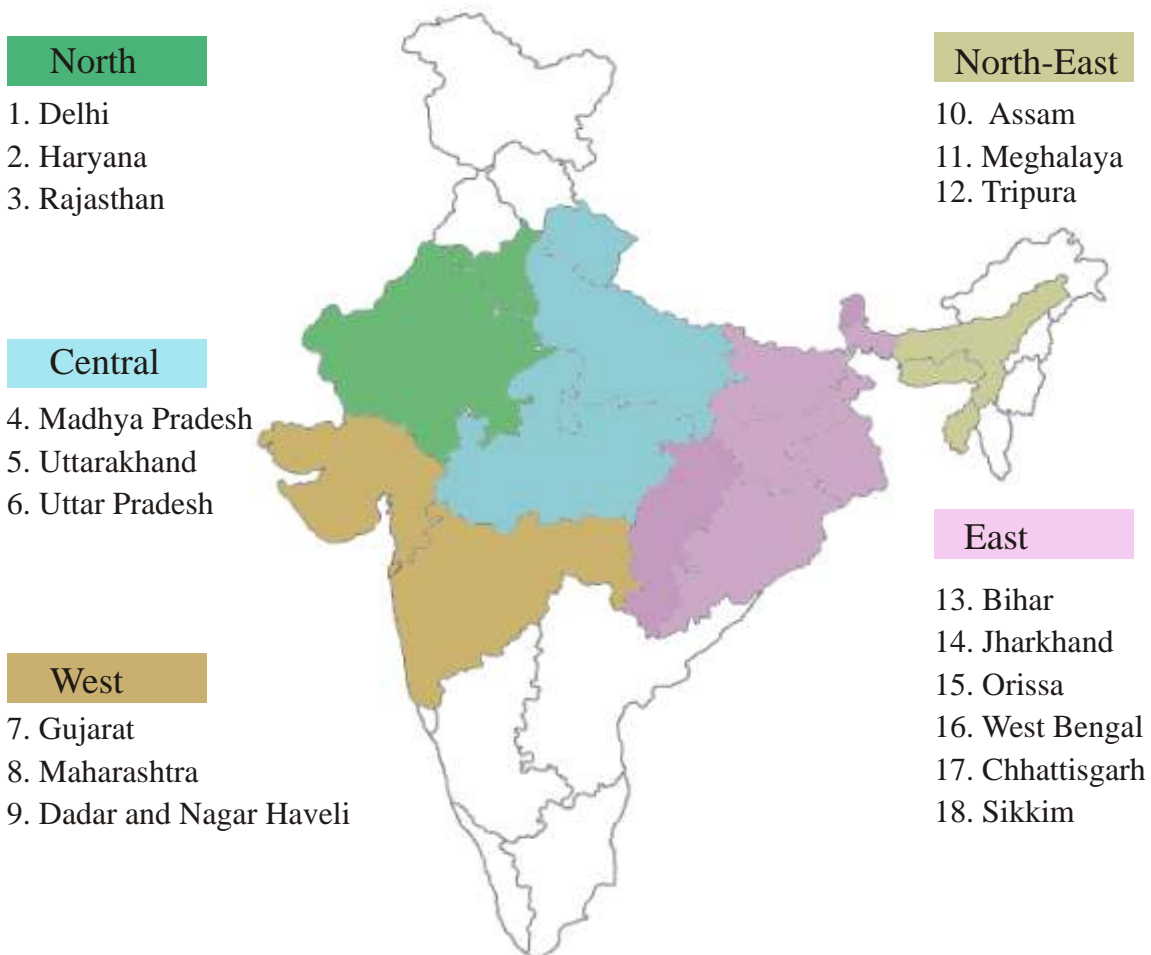 North
1. Delhi
2. Haryana
3. Rajasthan
Central
4. Madhya Pradesh
5. Uttarakhand
6. Uttar Pradesh
West
7. Gujarat
8. Maharashtra
9. Dadar and Nagar Haveli
North-East
10. Assam
11. Meghalaya
12. Tripura
East
13. Bihar
14. Jharkhand
15. Orissa
16. West Bengal
17. Chhattisgarh
18. Sikkim